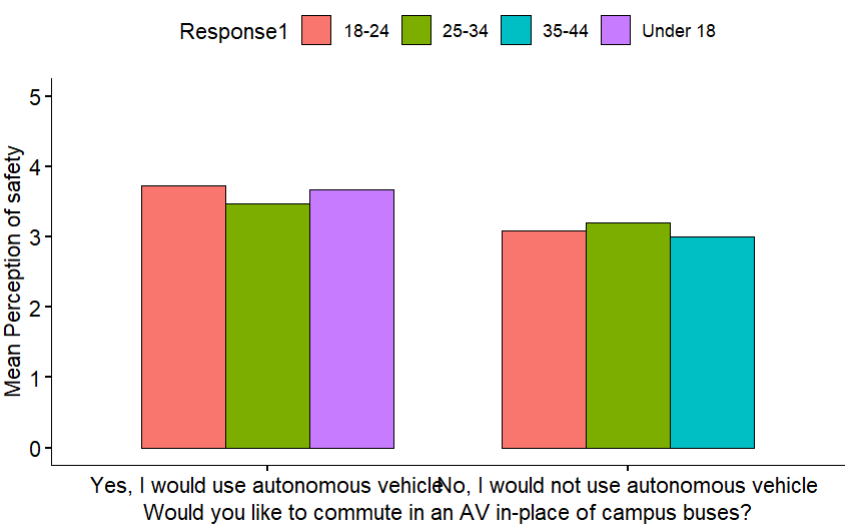 Response1 18-24 25-34 35-44 Under 18
Mean Perception of safety
5
4
3
2
1
0
Yes, I would use autonomous vehicle
No, I would not use autonomous vehicle
Would you like to commute in an AV in-place of campus buses?